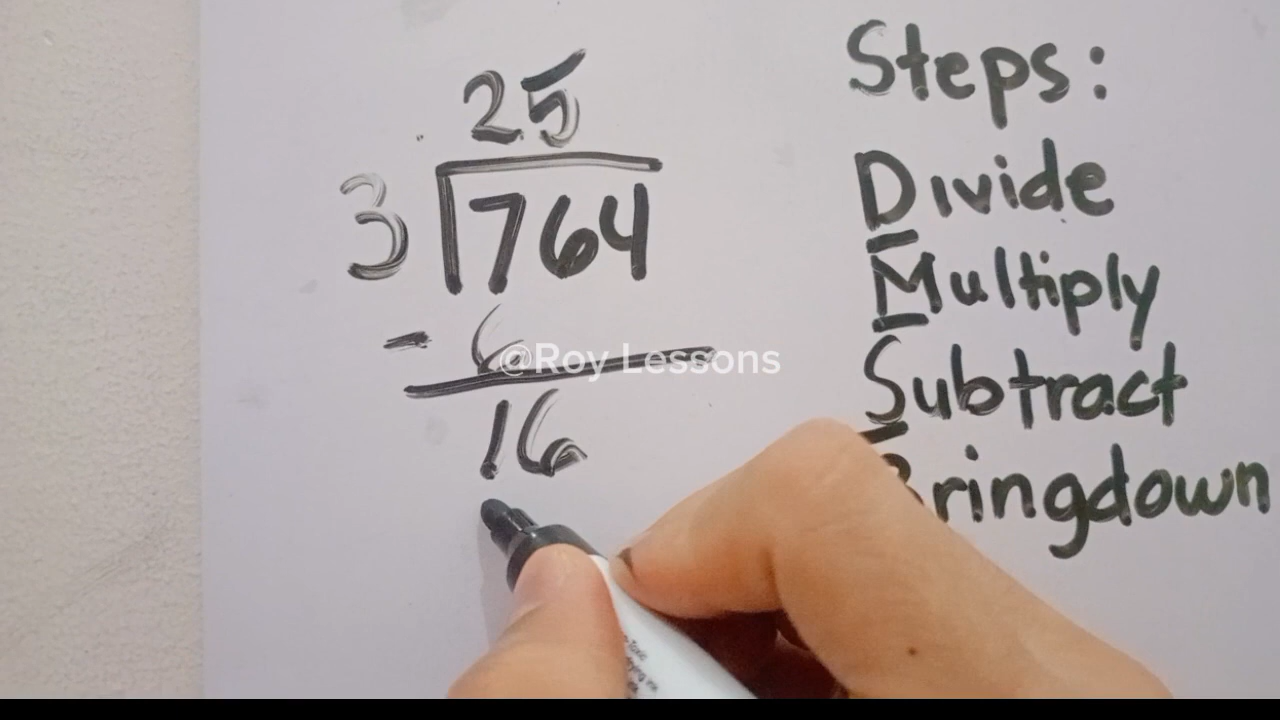 25
3 764
- 6
16
Steps:
Divide
Multiply
Subtract
Bringdown
@Roy Lessons